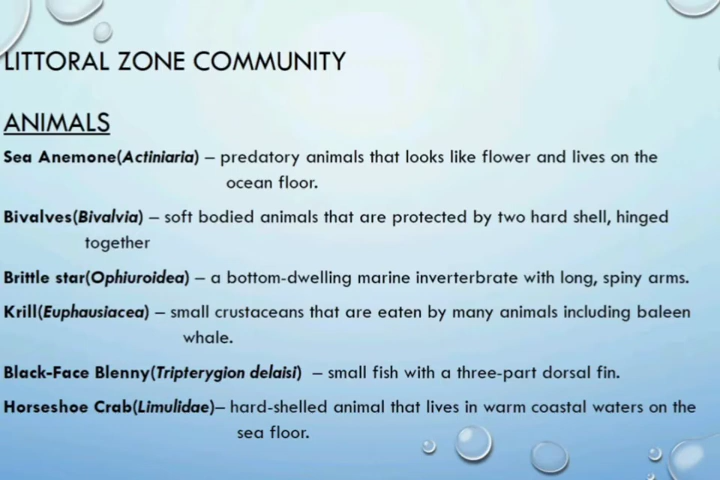 LITTORAL ZONE COMMUNITY
ANIMALS
Sea Anemone(Actiniaria) – predatory animals that looks like flower and lives on the
ocean floor.
Bivalves(Bivalvia) – soft bodied animals that are protected by two hard shell, hinged
together
Brittle star(Ophiuroidea) – a bottom-dwelling marine inverterbrate with long, spiny arms.
Krill(Euphausiacea) – small crustaceans that are eaten by many animals including baleen
whale.
Black-Face Blenny(Tripterygion delaisi) – small fish with a three-part dorsal fin.
Horseshoe Crab(Limulidae)– hard-shelled animal that lives in warm coastal waters on the
sea floor.